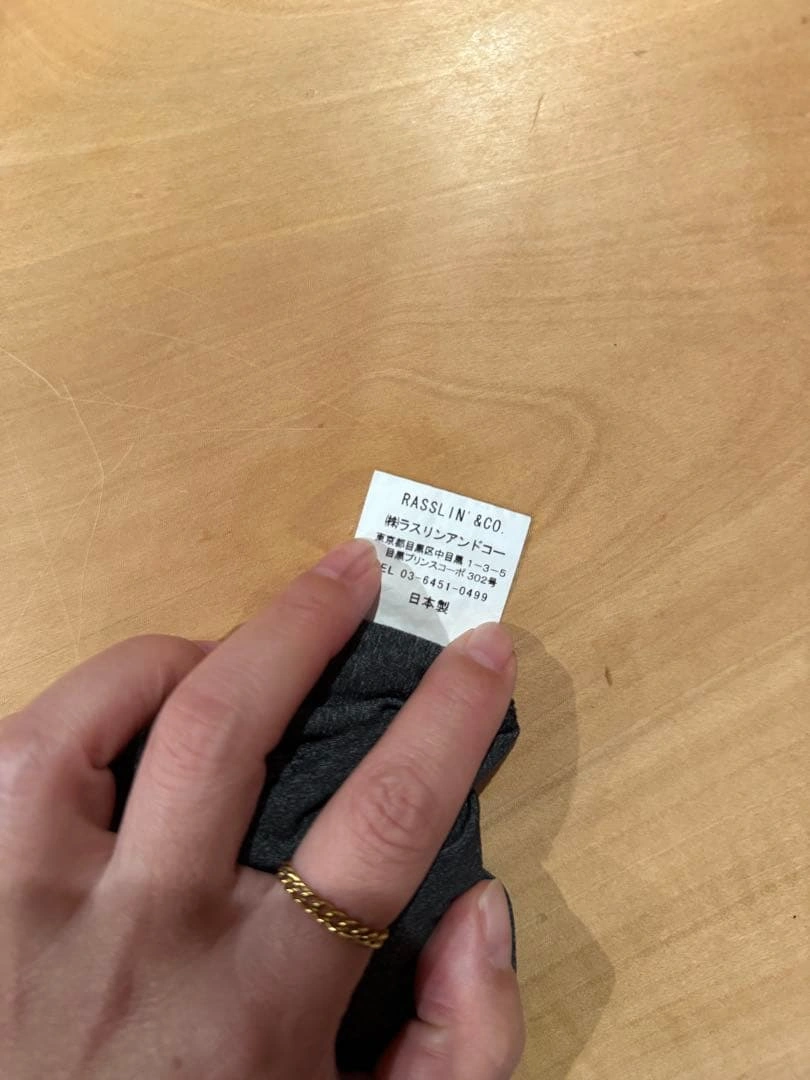 RASSLIN'&CO.
㈱ラスリンアンドコー
東京都目黒区中目黒 1-3-5
目黒プリンスコーポ 302号
EL 03-6451-0499
日本製